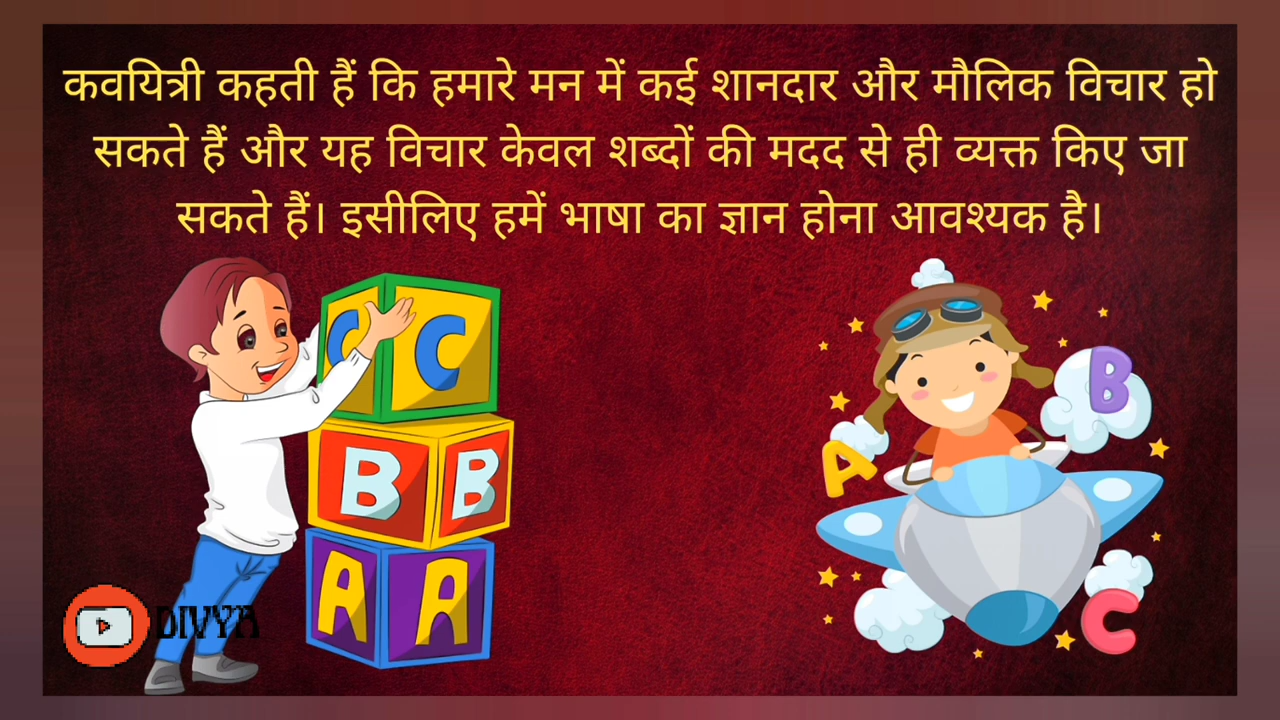 कवयित्री कहती हैं कि हमारे मन में कई शानदार और मौलिक विचार हो
सकते हैं और यह विचार केवल शब्दों की मदद से ही व्यक्त किए जा
सकते हैं। इसीलिए हमें भाषा का ज्ञान होना आवश्यक है।
C C
B B
A A
B
A
C
DIVYA